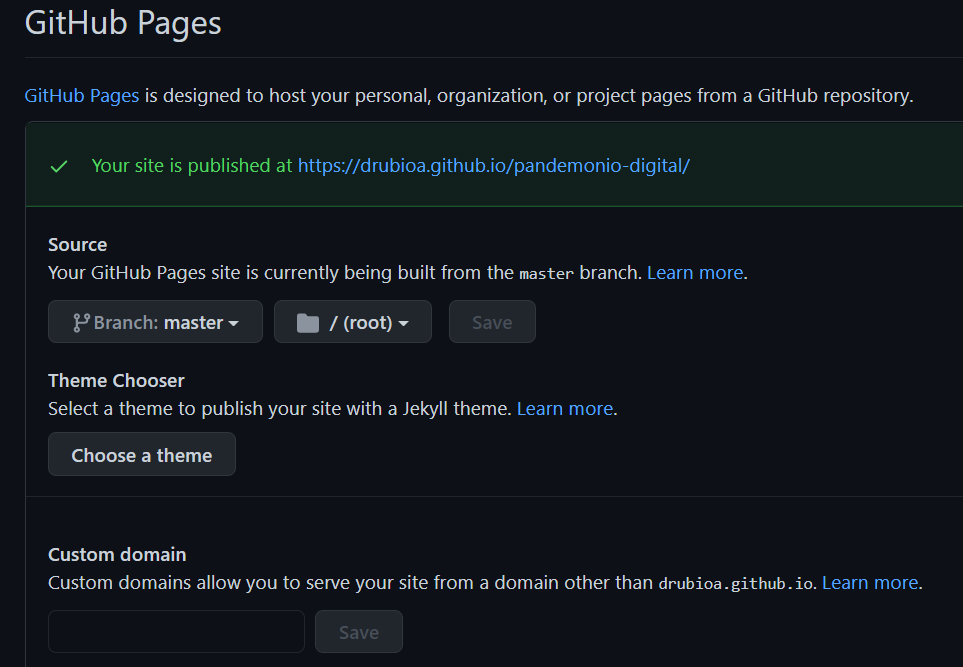 GitHub Pages
GitHub Pages is designed to host your personal, organization, or project pages from a GitHub repository.
Your site is published at https://drubioa.github.io/pandemonio-digital/
Source
Your GitHub Pages site is currently being built from the master branch. Learn more.
Branch: master
/ (root)
Save
Theme Chooser
Select a theme to publish your site with a Jekyll theme. Learn more.
Choose a theme
Custom domain
Custom domains allow you to serve your site from a domain other than drubioa.github.io. Learn more.
Save